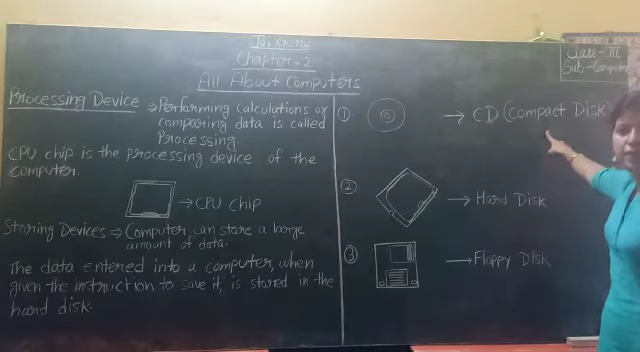 Jai Guru
Chapter-2
All About Computers
Class-III
Sub-Computer
Processing Device ⇒ Performing calculations or
comparing data is called
Processing.
CPU chip is the processing device of the
computer.
→ CPU chip
Storing Devices ⇒ Computer can store a large
amount of data.
The data entered into a computer, when
given the instruction to save it, is stored in the
hard disk.
① → CD (Compact Disk)
② → Hard Disk
③ → Floppy Disk